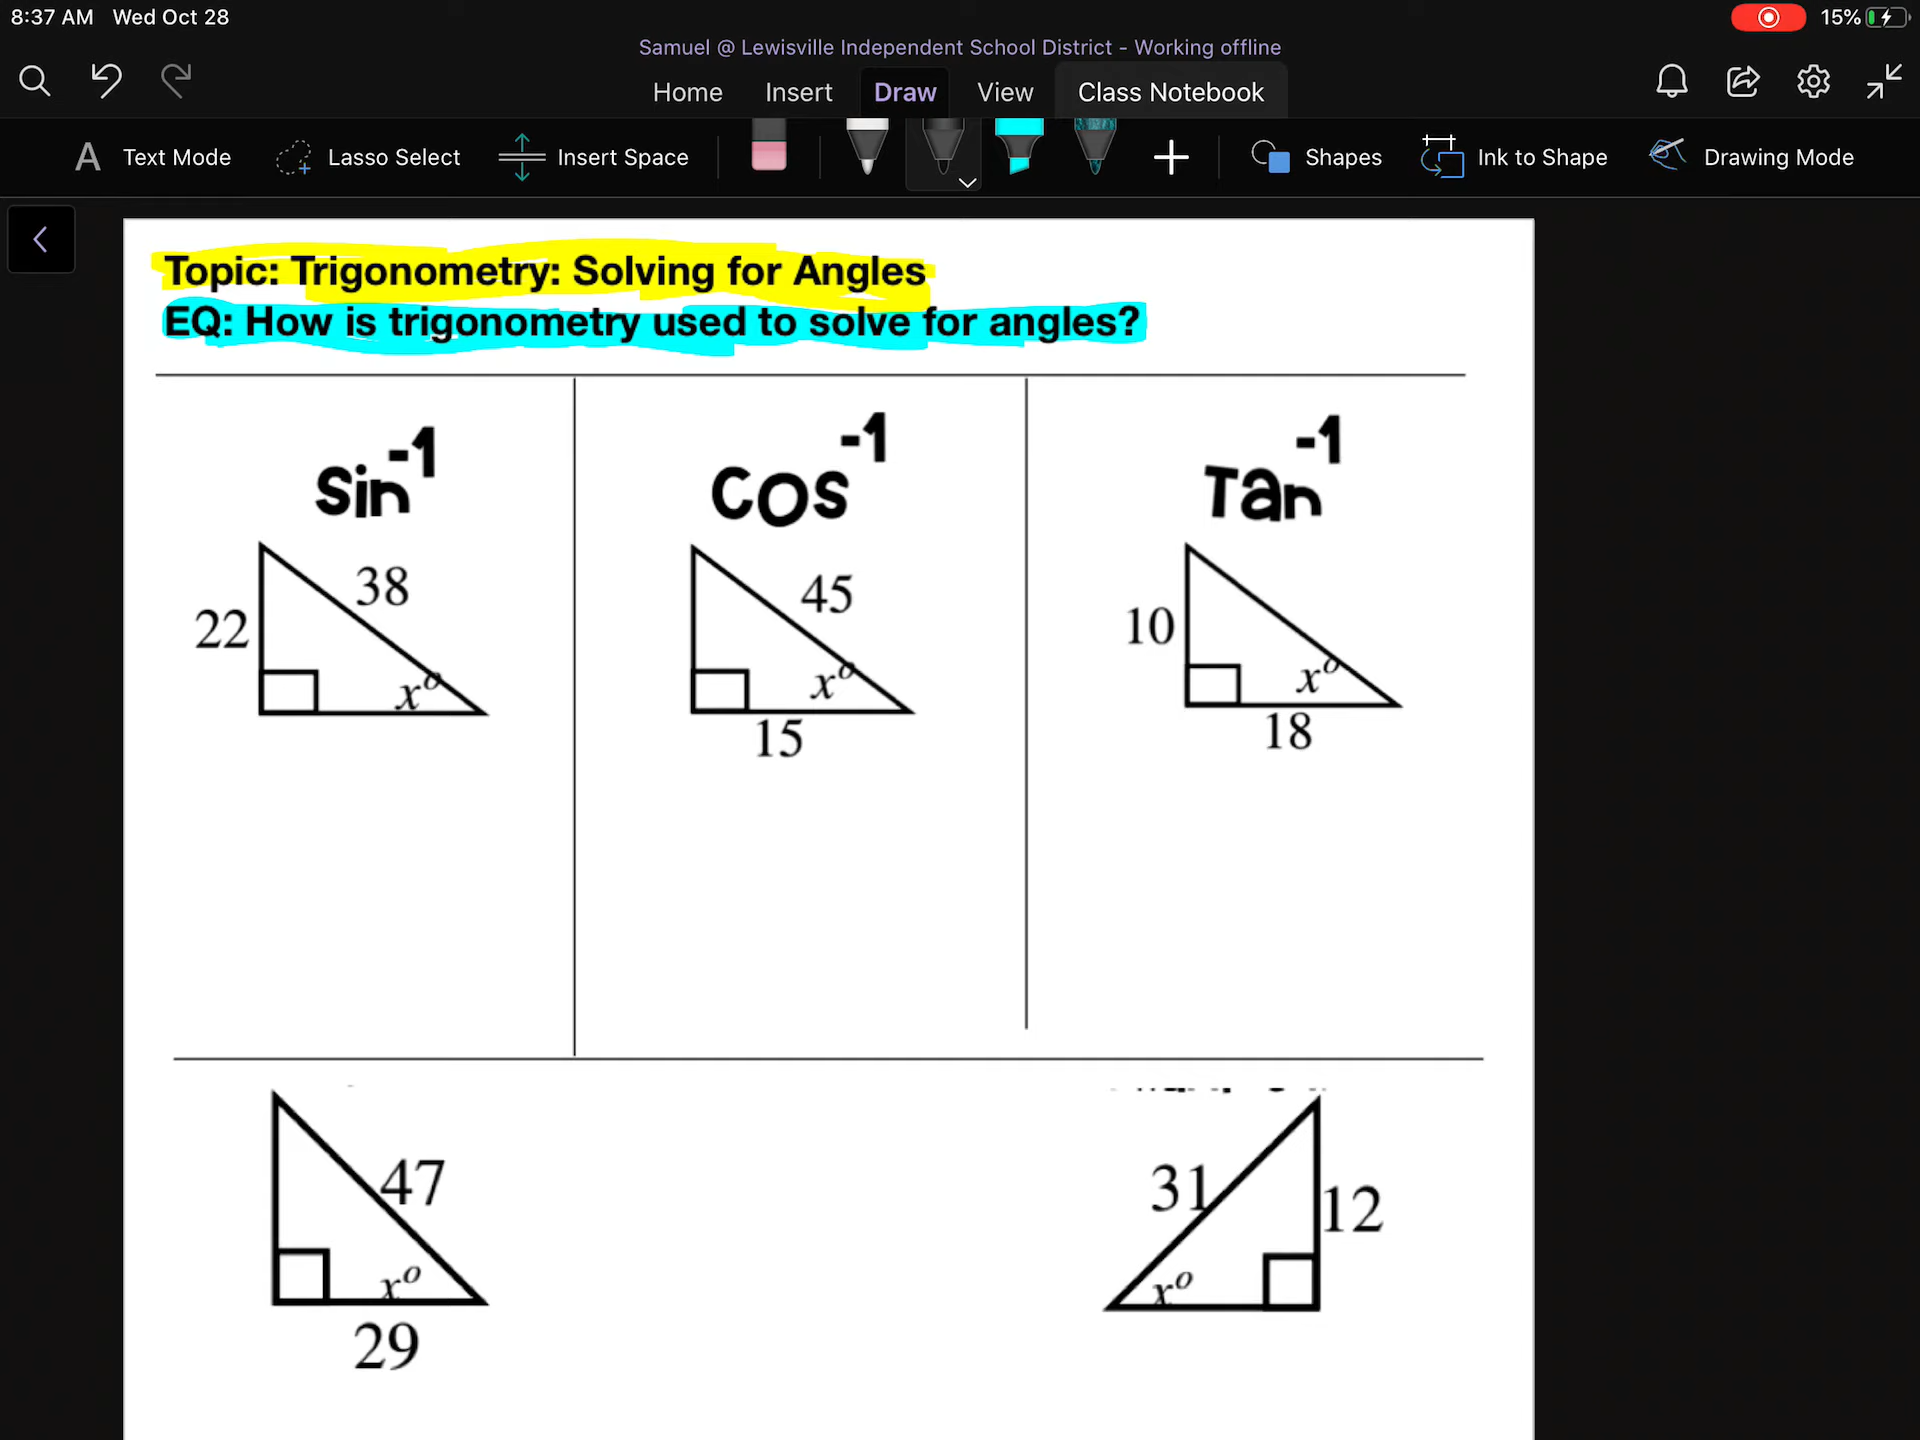 8:37 AM Wed Oct 28
15%
Samuel @ Lewisville Independent School District - Working offline
Home Insert Draw View Class Notebook
A Text Mode Lasso Select Insert Space Shapes Ink to Shape Drawing Mode
Topic: Trigonometry: Solving for Angles
EQ: How is trigonometry used to solve for angles?
Sin⁻¹ Cos⁻¹ Tan⁻¹
38
22
x°
45
x°
15
10
x°
18
47
x°
29
31
12
x°